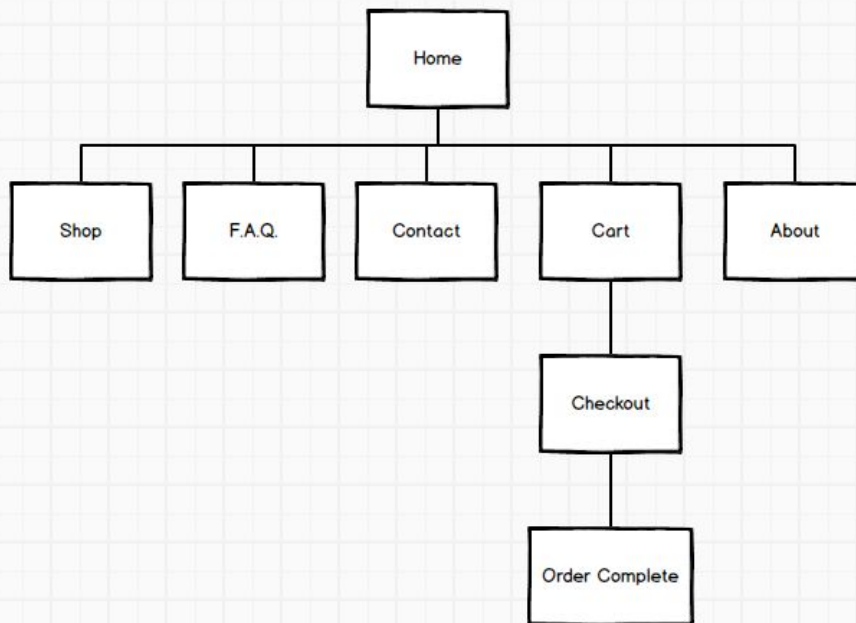 Home
Shop
F.A.Q.
Contact
Cart
About
Checkout
Order Complete